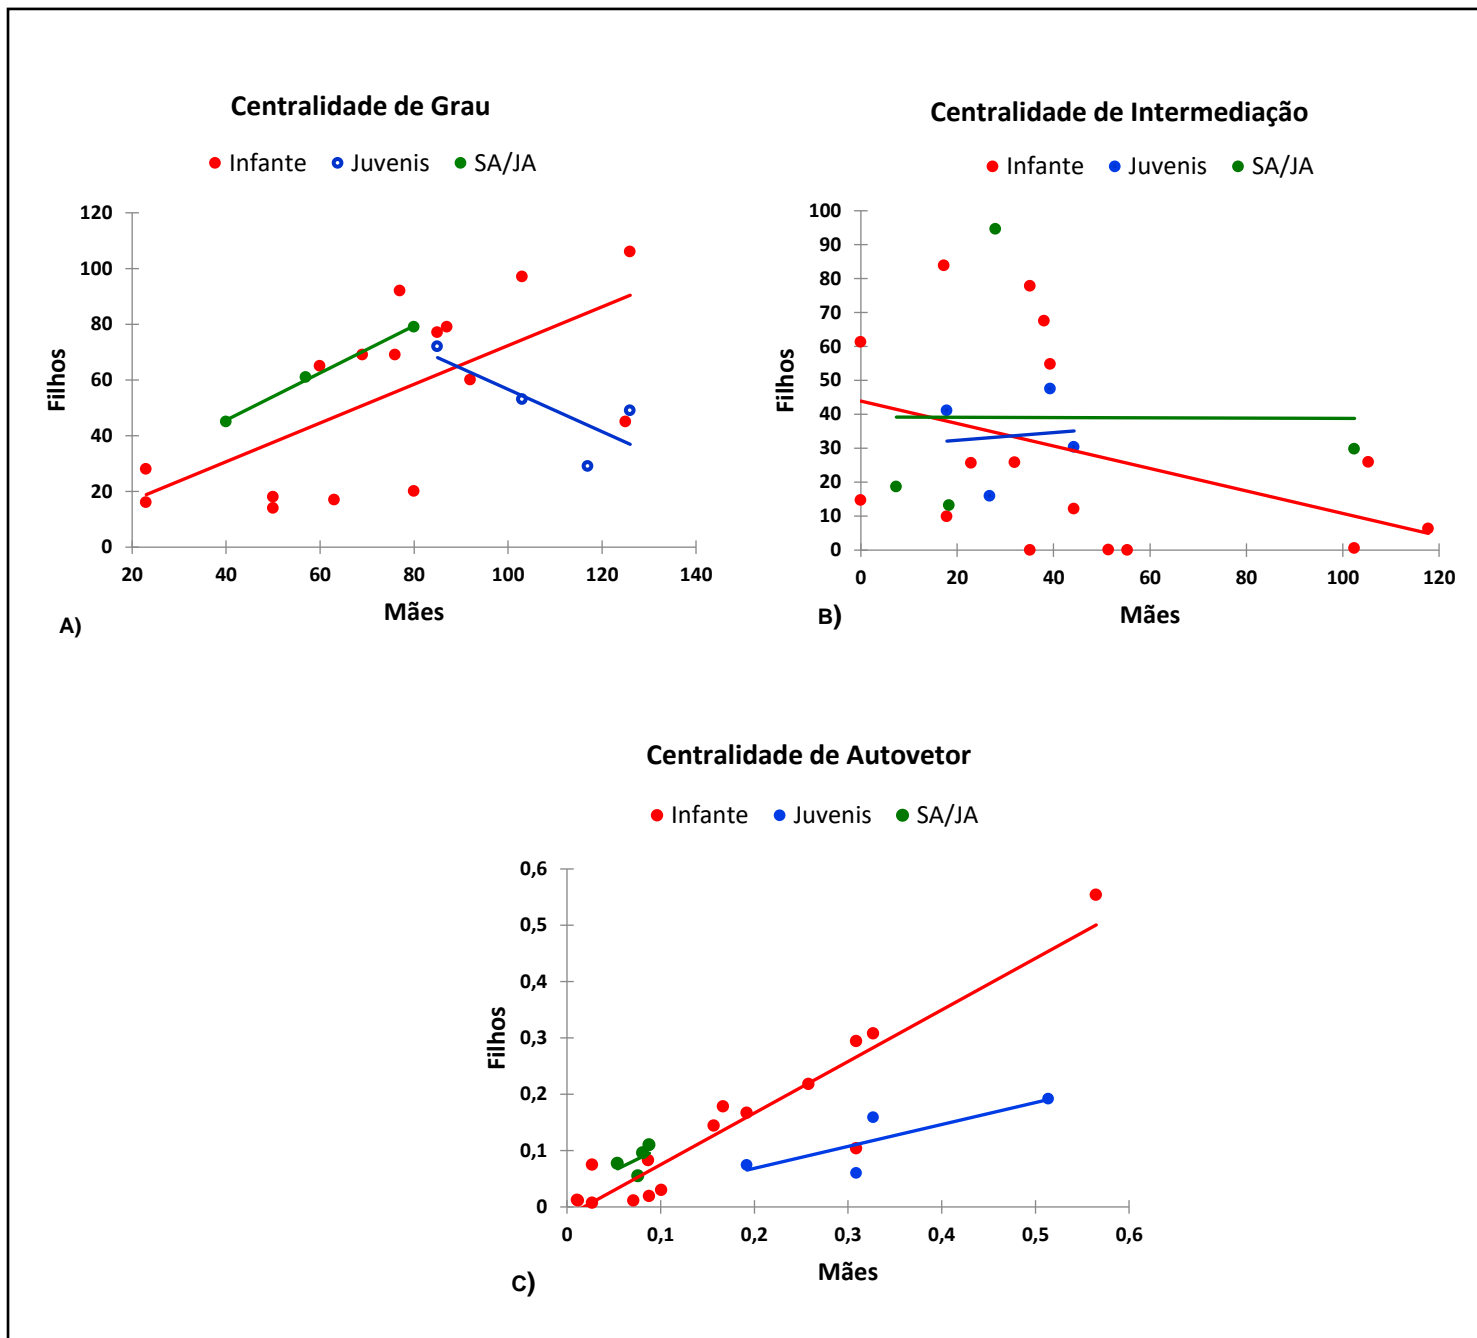 Centralidade de Grau
Infante Juvenis SA/JA
120
100
80
60
40
20
0
20 40 60 80 100 120 140
Filhos
Mães
A)
Centralidade de Intermediação
Infante Juvenis SA/JA
100
90
80
70
60
50
40
30
20
10
0
0 20 40 60 80 100 120
Filhos
Mães
B)
Centralidade de Autovetor
Infante Juvenis SA/JA
0,6
0,5
0,4
0,3
0,2
0,1
0
0 0,1 0,2 0,3 0,4 0,5 0,6
Filhos
Mães
C)